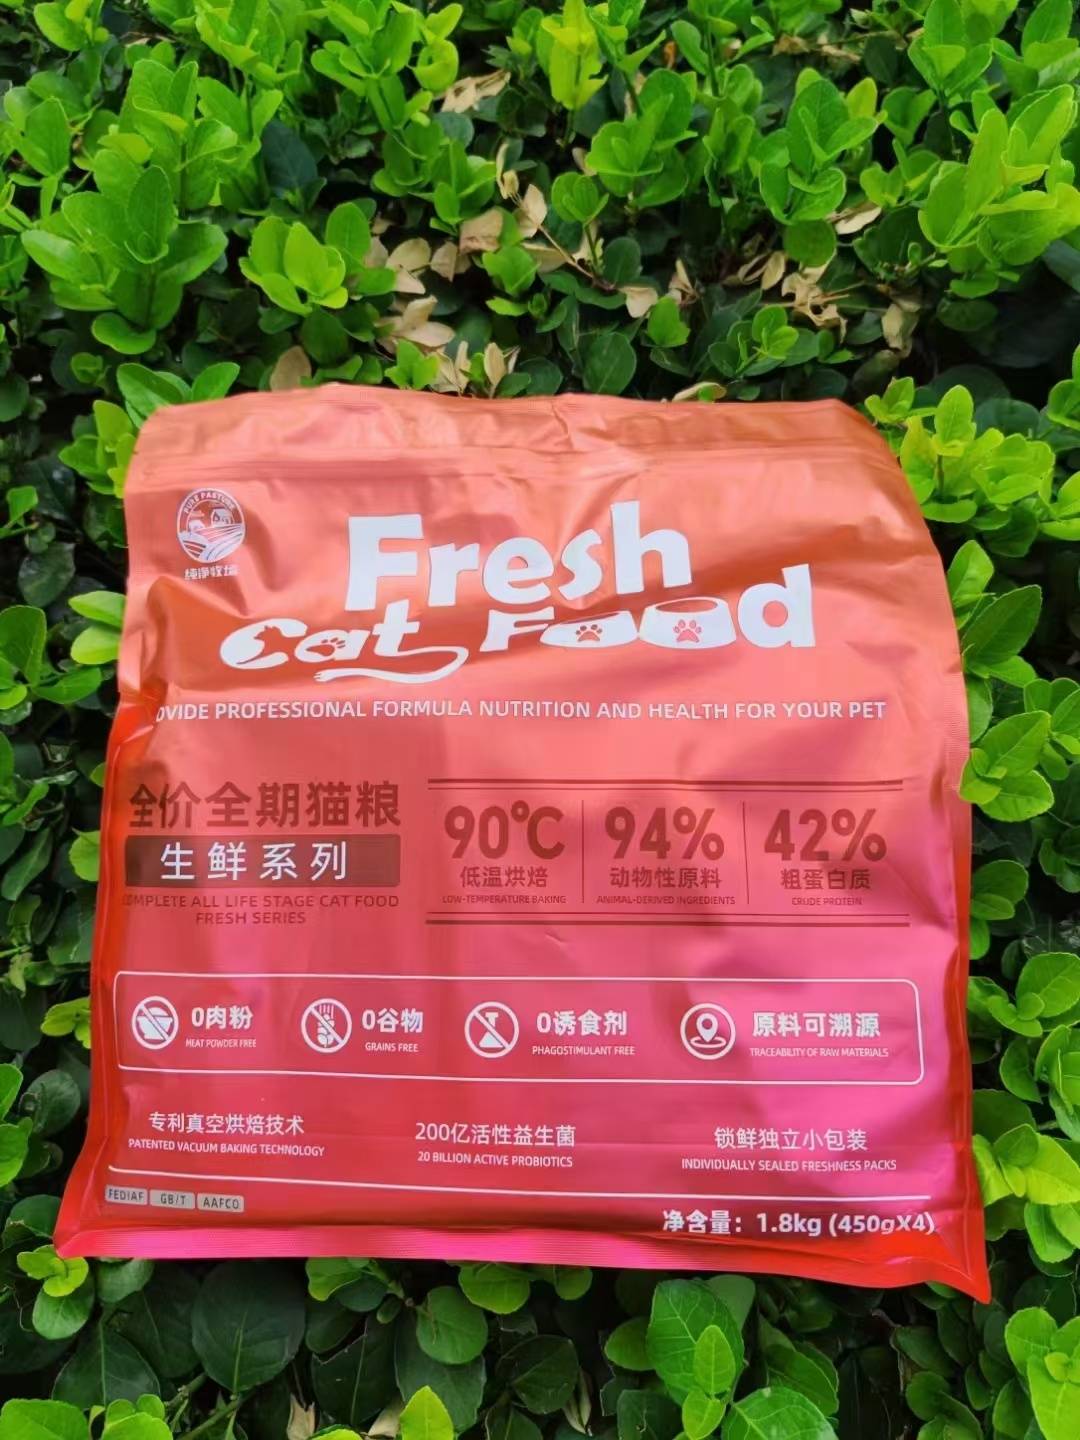 PURE PASTURE
纯净牧场
Fresh
Cat Food
OVIDE PROFESSIONAL FORMULA NUTRITION AND HEALTH FOR YOUR PET
全价全期猫粮
生鲜系列
OMPLETE ALL LIFE STAGE CAT FOOD
FRESH SERIES
90℃
低温烘焙
LOW-TEMPERATURE BAKING
94%
动物性原料
ANIMAL-DERIVED INGREDIENTS
42%
粗蛋白质
CRUDE PROTEIN
0肉粉
MEAT POWDER FREE
0谷物
GRAINS FREE
0诱食剂
PHAGOSTIMULANT FREE
原料可溯源
TRACEABILITY OF RAW MATERIALS
专利真空烘焙技术
PATENTED VACUUM BAKING TECHNOLOGY
200亿活性益生菌
20 BILLION ACTIVE PROBIOTICS
锁鲜独立小包装
INDIVIDUALLY SEALED FRESHNESS PACKS
FEDIAF GB/T AAFCO
净含量：1.8kg (450gX4)